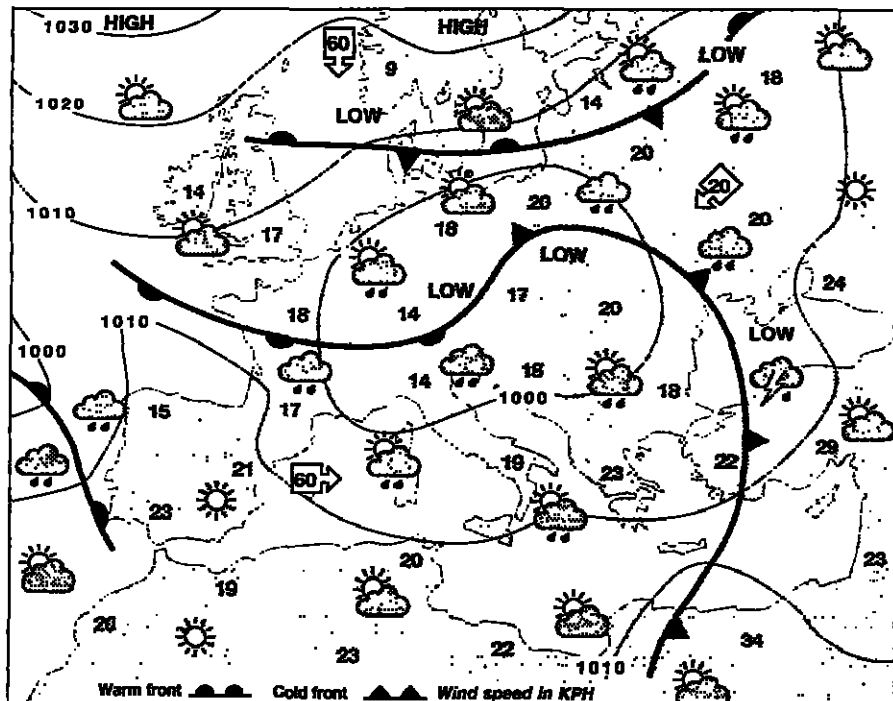 1030 HIGH HIGH
60
LOW
9
18
1020 LOW 14
20
14
20
1010 17 18 20 20
24
LOW
LOW 17
18 14 20
1010 LOW
1000
14 18 18
15 17 1000
21 19 23 22 29
60
23
20 23
19
26 34
22
23 1010
Warm front Cold front Wind speed in KPH